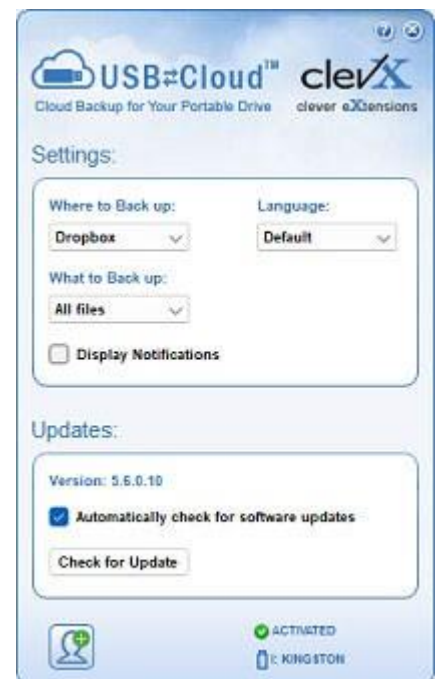 USB⇄Cloud™
clevX
Cloud Backup for Your Portable Drive
clever eXtensions
Settings:
Where to Back up:
Language:
Dropbox
Default
What to Back up:
All files
Display Notifications
Updates:
Version: 5.6.0.10
Automatically check for software updates
Check for Update
ACTIVATED
I: KINGSTON